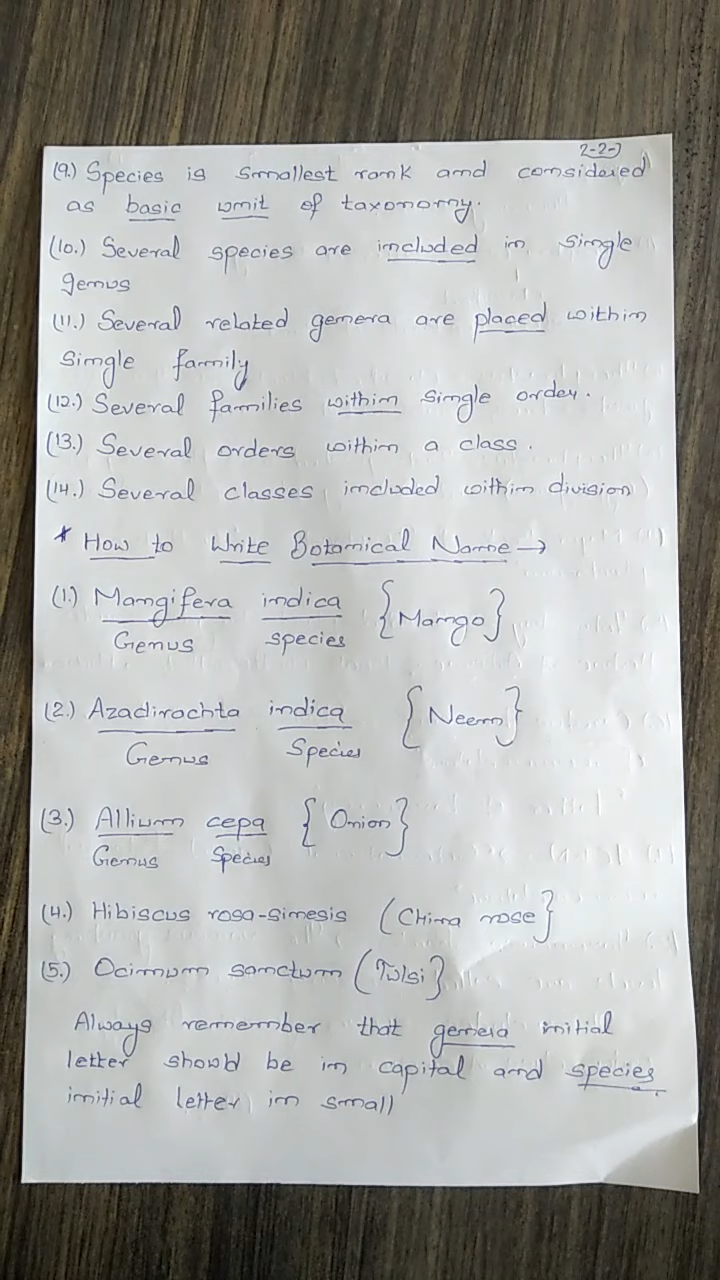 2-2-2
(9.) Species is smallest rank and considered
as basic unit of taxonomy.
(10.) Several species are included in single
genus
(11.) Several related genera are placed within
single family
(12.) Several families within single order.
(13.) Several orders within a class.
(14.) Several classes included within division
* How to Write Botanical Name →
(1.) Mangifera indica {Mango}
Genus species
(2.) Azadirachta indica { Neem}
Genus Species
(3.) Allium cepa { Onion}
Genus Species
(4.) Hibiscus rosa-sinesis (China rose}
(5.) Ocimum sanctum (Tulsi}
Always remember that genera initial
letter should be in capital and species
initial letter in small